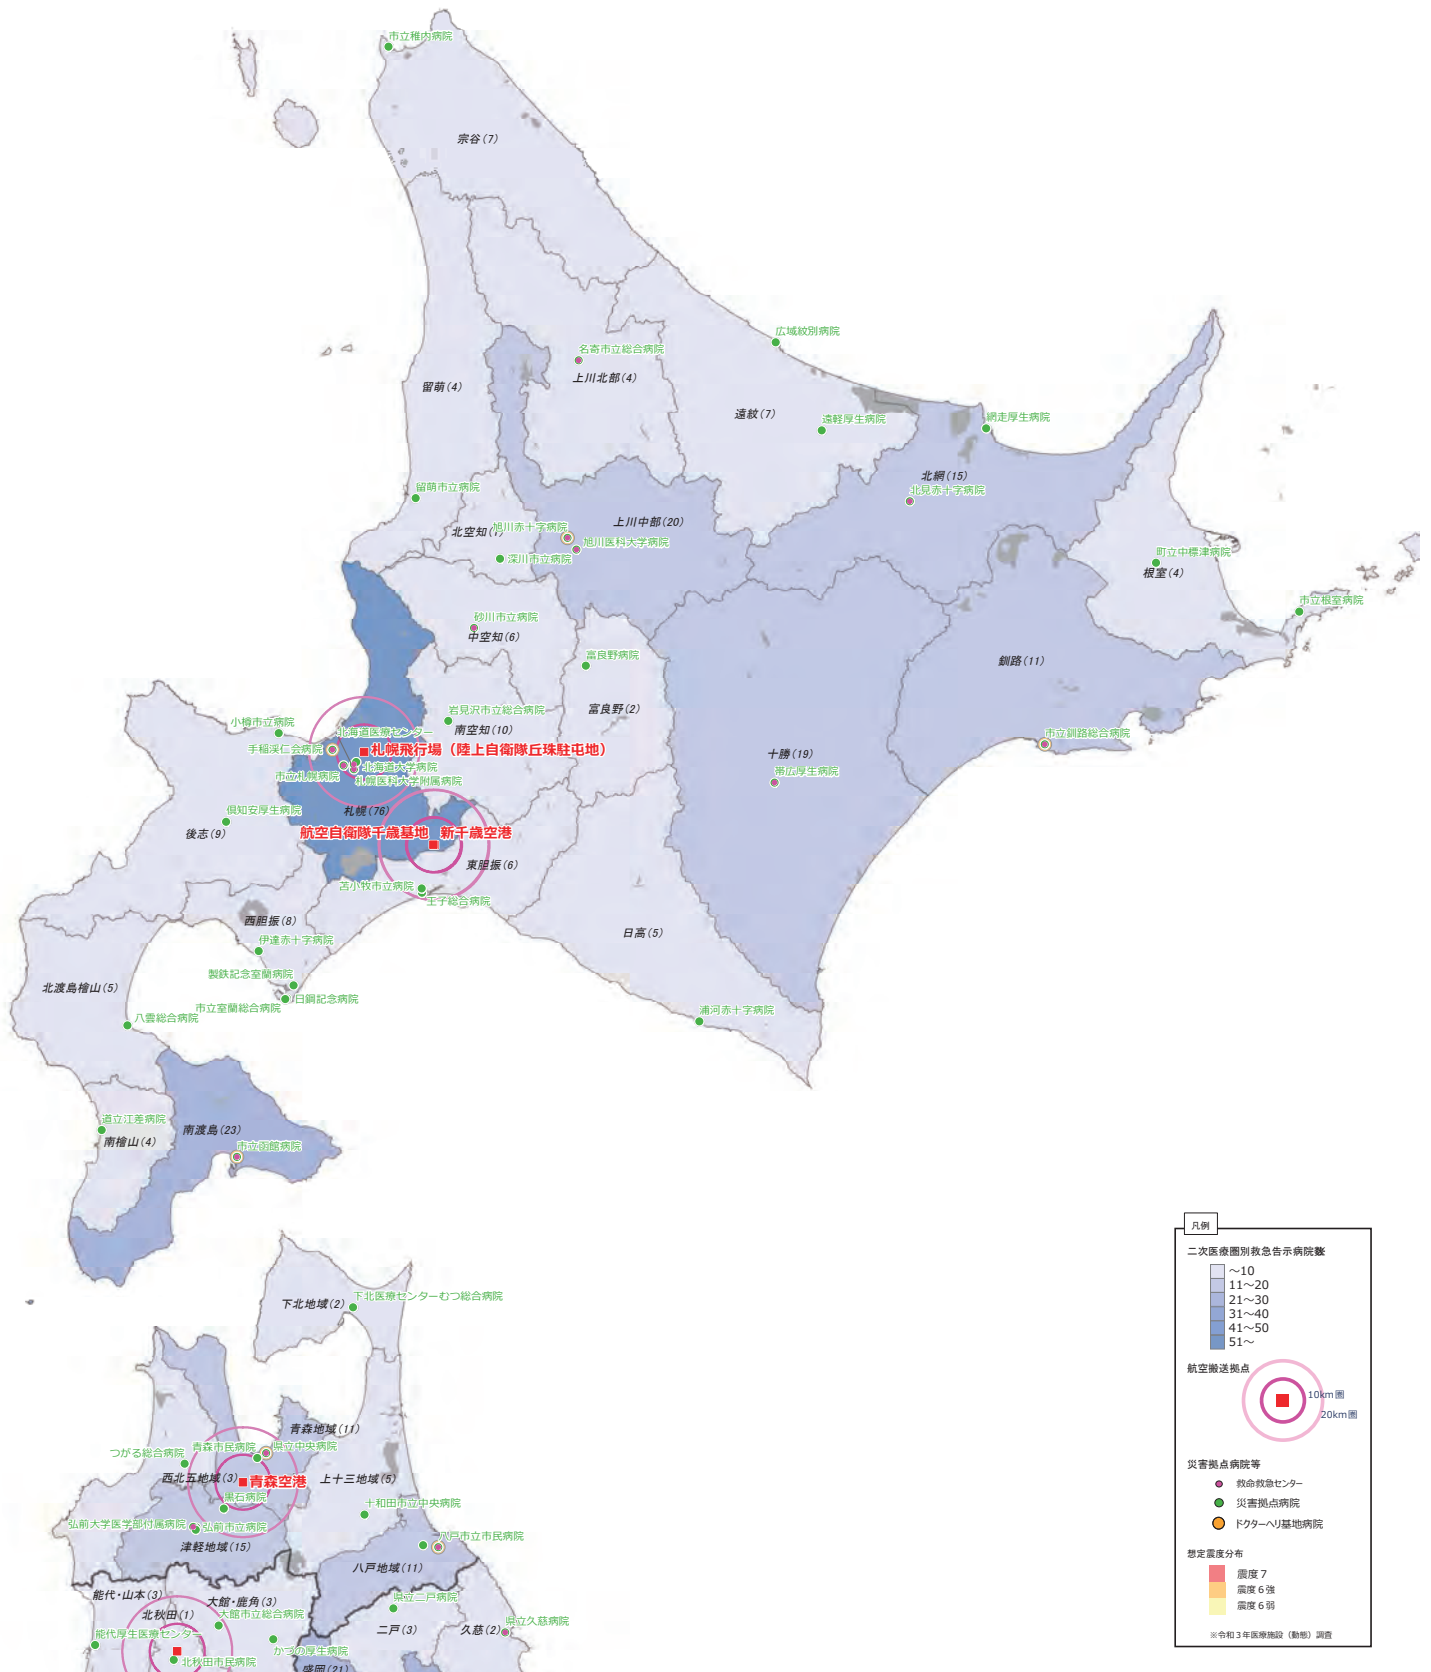 市立稚内病院
宗谷(7)
広域紋別病院
名寄市立総合病院
上川北部(4)
留萌(4)
遠紋(7)
遠軽厚生病院
網走厚生病院
北網(15)
北見赤十字病院
留萌市立病院
上川中部(20)
旭川赤十字病院
北空知(1)
旭川医科大学病院
深川市立病院
町立中標津病院
根室(4)
市立根室病院
砂川市立病院
中空知(6)
富良野病院
釧路(11)
富良野(2)
岩見沢市立総合病院
南空知(10)
小樽市立病院
北海道医療センター
手稲渓仁会病院
札幌飛行場（陸上自衛隊丘珠駐屯地）
市立釧路総合病院
十勝(19)
北海道大学病院
市立札幌病院
帯広厚生病院
札幌医科大学附属病院
倶知安厚生病院
札幌(76)
後志(9)
航空自衛隊千歳基地
新千歳空港
東胆振(6)
苫小牧市立病院
王子総合病院
西胆振(8)
日高(5)
伊達赤十字病院
製鉄記念室蘭病院
北渡島檜山(5)
日鋼記念病院
市立室蘭総合病院
浦河赤十字病院
八雲総合病院
道立江差病院
南渡島(23)
南檜山(4)
市立函館病院
下北地域(2)
下北医療センターむつ総合病院
青森地域(11)
青森市民病院
県立中央病院
つがる総合病院
西北五地域(3)
青森空港
上十三地域(5)
黒石病院
十和田市立中央病院
弘前大学医学部付属病院
弘前市立病院
八戸市立市民病院
津軽地域(15)
八戸地域(11)
能代・山本(3)
大館・鹿角(3)
県立二戸病院
北秋田(1)
大館市立総合病院
県立久慈病院
二戸(3)
久慈(2)
能代厚生医療センター
かづの厚生病院
北秋田市民病院
盛岡(21)
凡例
二次医療圏別救急告示病院数
～10
11～20
21～30
31～40
41～50
51～
航空搬送拠点
10km圏
20km圏
災害拠点病院等
救命救急センター
災害拠点病院
ドクターヘリ基地病院
想定震度分布
震度７
震度６強
震度６弱
※令和３年医療施設（動態）調査